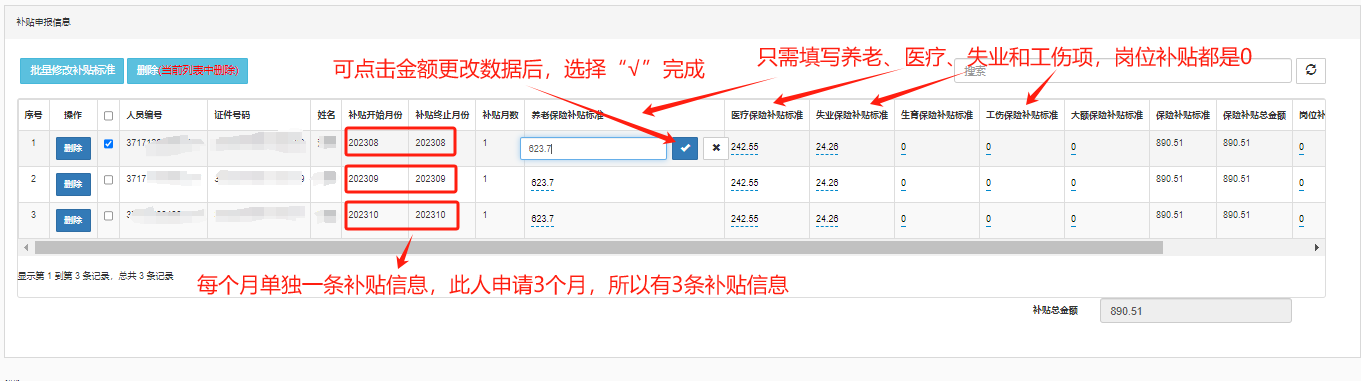 补贴申报信息
可点击金额更改数据后，选择“√”完成
只需填写养老、医疗、失业和工伤项，岗位补贴都是0
批量修改补贴标准 删除(当前列表中删除) 搜索
序号 操作 人员编号 证件号码 姓名 补贴开始月份 补贴终止月份 补贴月数 养老保险补贴标准 医疗保险补贴标准 失业保险补贴标准 生育保险补贴标准 工伤保险补贴标准 大额保险补贴标准 保险补贴标准 保险补贴总金额 岗位补
1 删除 202308 202308 1 623.7 242.55 24.26 0 0 0 890.51 890.51 0
2 删除 202309 202309 1 623.7 242.55 24.26 0 0 0 890.51 890.51 0
3 删除 202310 202310 1 623.7 242.55 24.26 0 0 0 890.51 890.51 0
显示第 1 到第 3 条记录，总共 3 条记录
每个月单独一条补贴信息，此人申请3个月，所以有3条补贴信息
补贴总金额 890.51